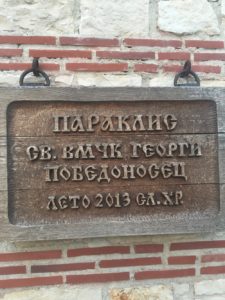 ПАРАКЛИС
СВ. ВМЧК ГЕОРГИ
ПОБЕДОНОСЕЦ
ЛЕТО 2013 СЛ. ХР.